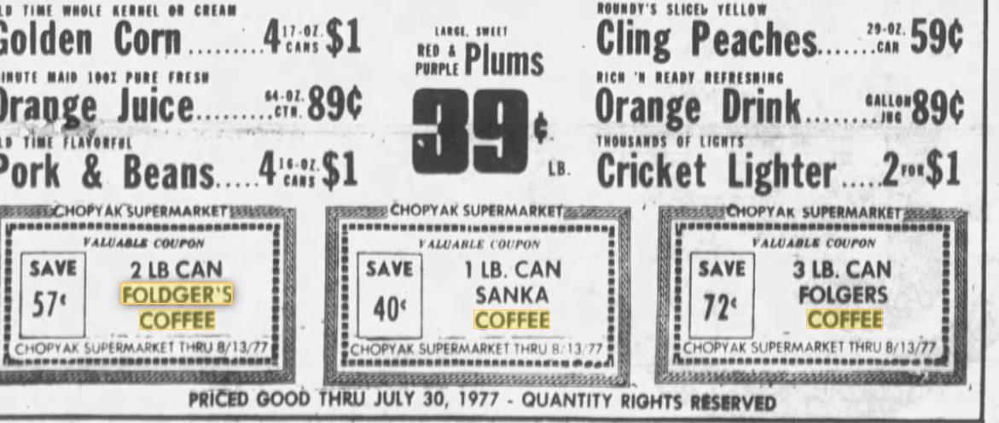 LD TIME WHOLE KERNEL OR CREAM
Golden Corn.........4 17-OZ. CANS $1
INUTE MAID 100% PURE FRESH
Orange Juice.........64-OZ. CTN. 89¢
LD TIME FLAVORFUL
Pork & Beans.....4 16-OZ. CANS $1
LARGE, SWEET
RED & PURPLE Plums
39¢ LB.
ROUNDY'S SLICED YELLOW
Cling Peaches.......29-OZ. CAN 59¢
RICH 'N READY REFRESHING
Orange Drink.......GALLON JUG 89¢
THOUSANDS OF LIGHTS
Cricket Lighter.....2 FOR $1
CHOPYAK SUPERMARKET
VALUABLE COUPON
SAVE
57¢
2 LB CAN
FOLDGER'S
COFFEE
CHOPYAK SUPERMARKET THRU 8/13/77
CHOPYAK SUPERMARKET
VALUABLE COUPON
SAVE
40¢
1 LB. CAN
SANKA
COFFEE
CHOPYAK SUPERMARKET THRU 8/13/77
CHOPYAK SUPERMARKET
VALUABLE COUPON
SAVE
72¢
3 LB. CAN
FOLGERS
COFFEE
CHOPYAK SUPERMARKET THRU 8/13/77
PRICED GOOD THRU JULY 30, 1977 - QUANTITY RIGHTS RESERVED